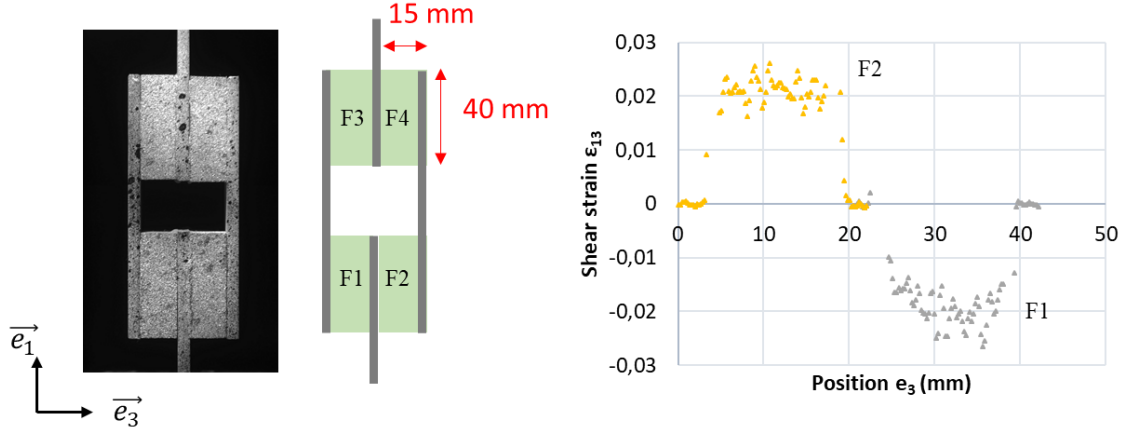 15 mm
F3
F4
40 mm
F1
F2
e₁
e₃
Shear strain ε₁₃
0,03
0,02
0,01
0
-0,01
-0,02
-0,03
0
10
20
30
40
50
F2
F1
Position e₃ (mm)